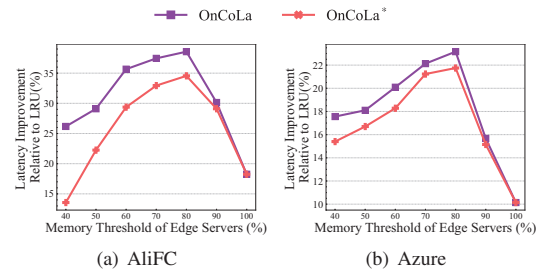 OnCoLa OnCoLa*
Latency Improvement
Relative to LRU(%)
35
30
25
20
15
40 50 60 70 80 90 100
Memory Threshold of Edge Servers (%)
(a) AliFC
Latency Improvement
Relative to LRU(%)
22
20
18
16
14
12
10
40 50 60 70 80 90 100
Memory Threshold of Edge Servers (%)
(b) Azure